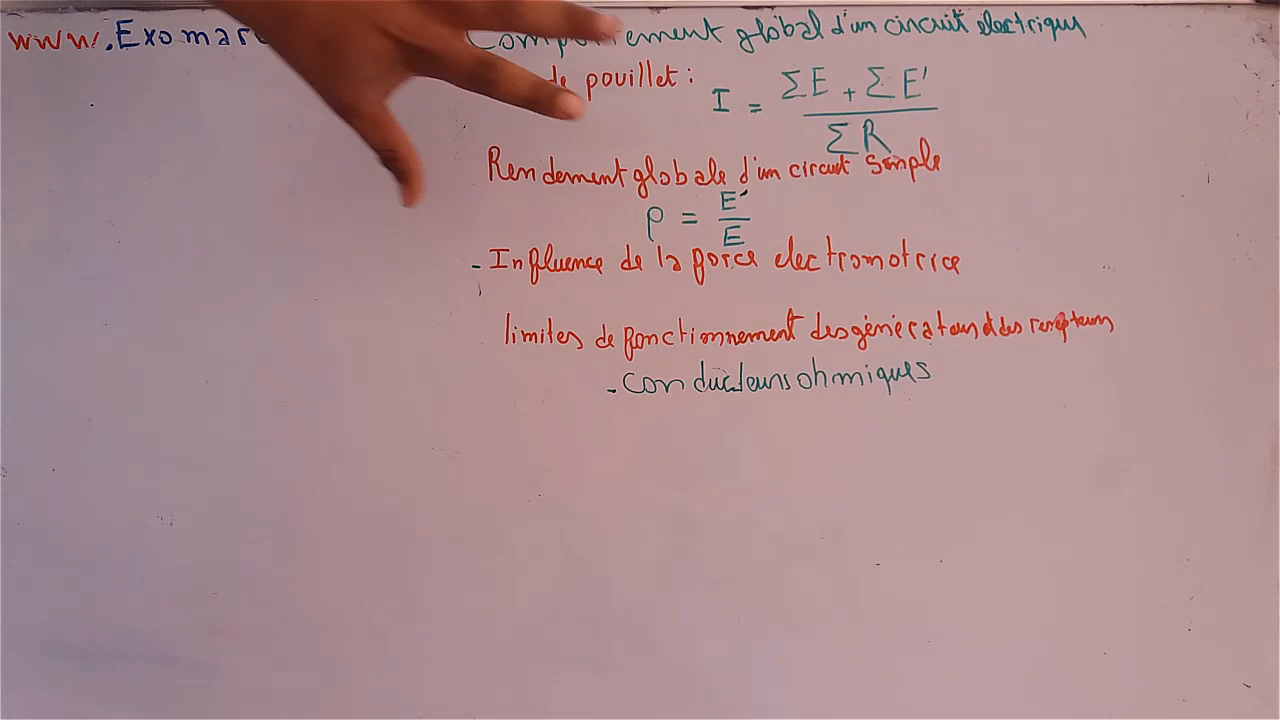 www.Exomar
global d'un circuit electrique
de pouillet :
I = ΣE + ΣE' / ΣR
Rendement globale d'un circuit simple
ρ = E' / E
- Influence de la force electromotrice
limites de fonctionnement des générateurs et des recepteurs
- conducteurs ohmiques